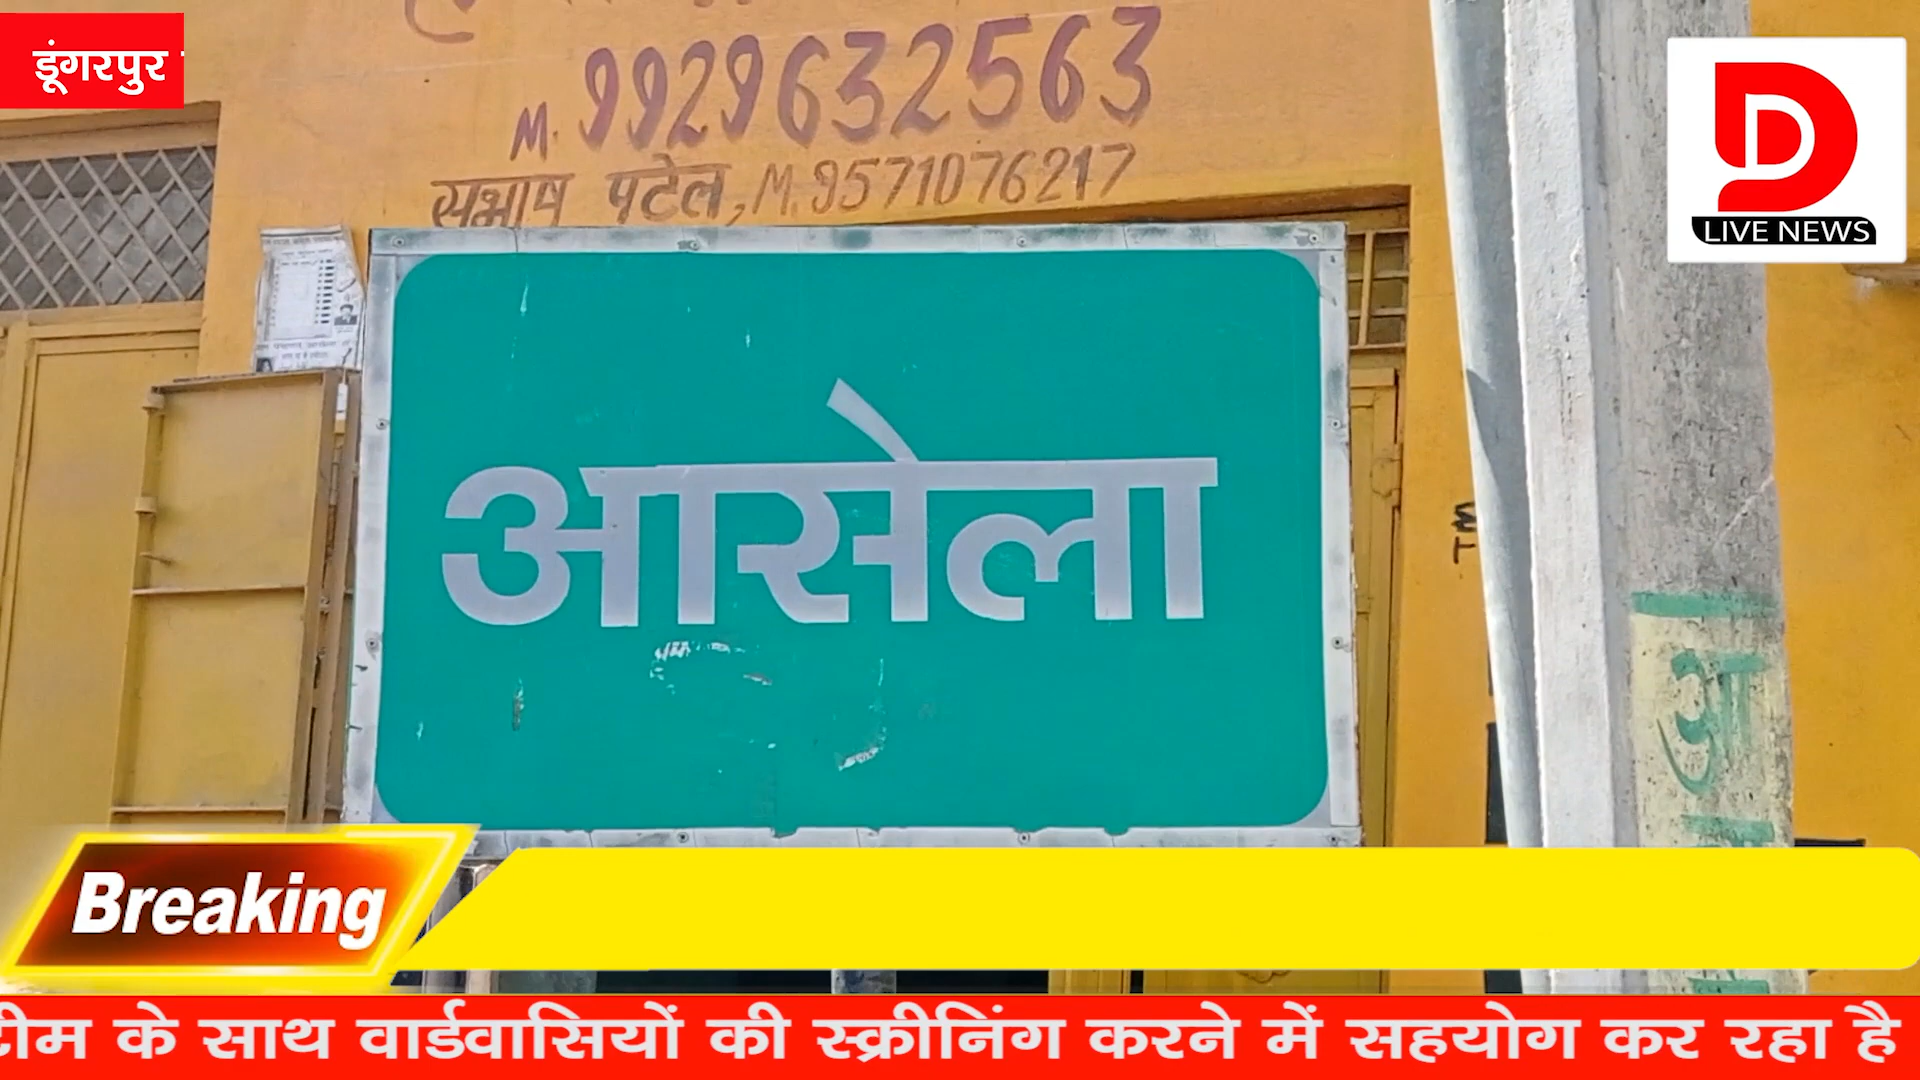 डूंगरपुर
M. 9929632563
सुभाष पटेल, M. 9571076217
D
LIVE NEWS
आसेला
आ
Breaking
टीम के साथ वार्डवासियों की स्क्रीनिंग करने में सहयोग कर रहा है